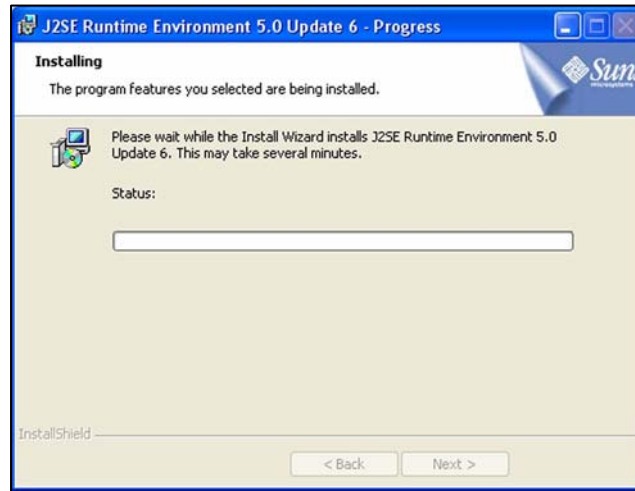 J2SE Runtime Environment 5.0 Update 6 - Progress
Installing
The program features you selected are being installed.
Sun
microsystems
Please wait while the Install Wizard installs J2SE Runtime Environment 5.0
Update 6. This may take several minutes.
Status:
InstallShield
< Back
Next >